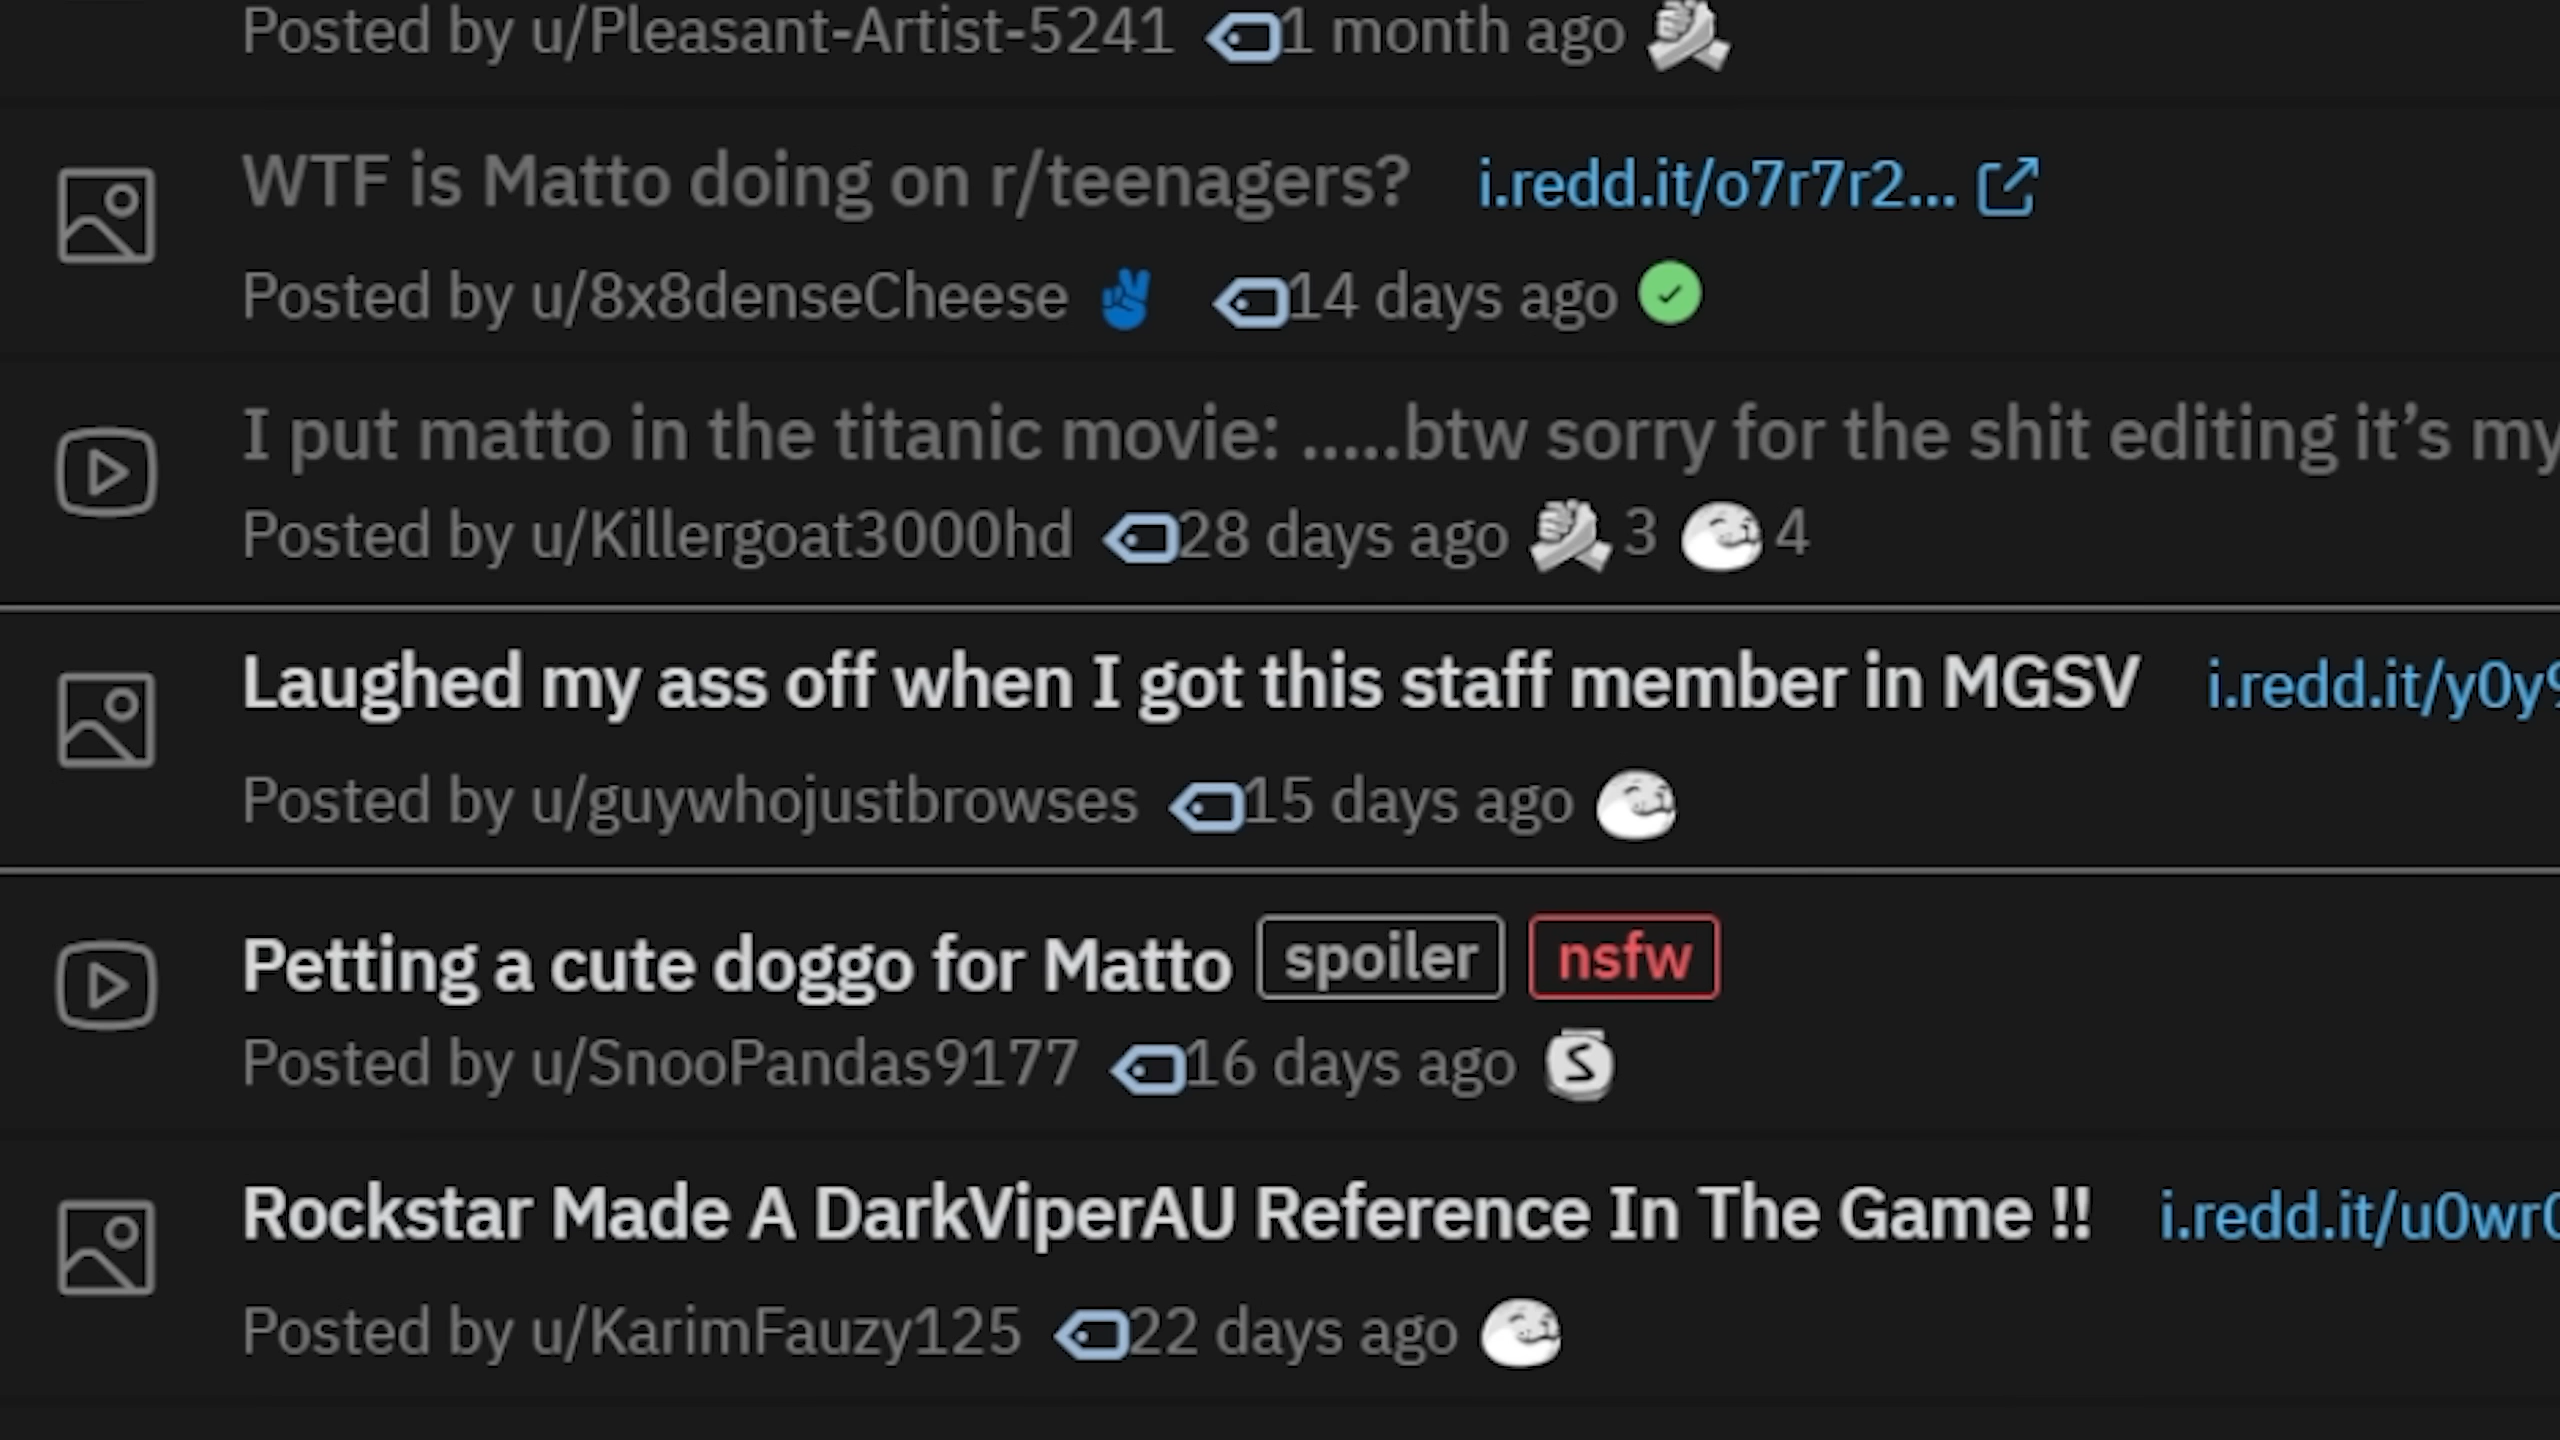 Posted by u/Pleasant-Artist-5241 1 month ago
WTF is Matto doing on r/teenagers? i.redd.it/o7r7r2...
Posted by u/8x8denseCheese 14 days ago
I put matto in the titanic movie: .....btw sorry for the shit editing it’s my
Posted by u/Killergoat3000hd 28 days ago 3 4
Laughed my ass off when I got this staff member in MGSV i.redd.it/y0y9
Posted by u/guywhojustbrowses 15 days ago
Petting a cute doggo for Matto spoiler nsfw
Posted by u/SnooPandas9177 16 days ago S
Rockstar Made A DarkViperAU Reference In The Game !! i.redd.it/u0wr0
Posted by u/KarimFauzy125 22 days ago